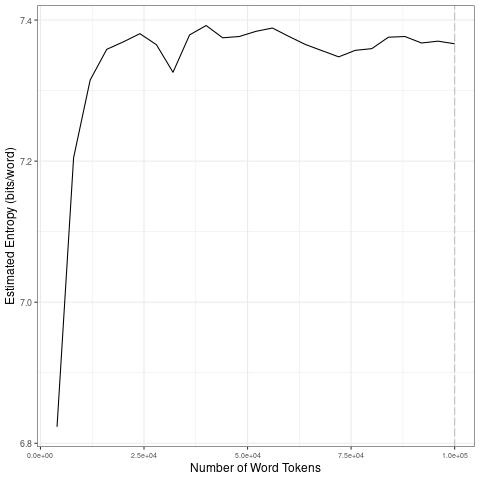 Estimated Entropy (bits/word)
7.4
7.2
7.0
6.8
0.0e+00 2.5e+04 5.0e+04 7.5e+04 1.0e+05
Number of Word Tokens